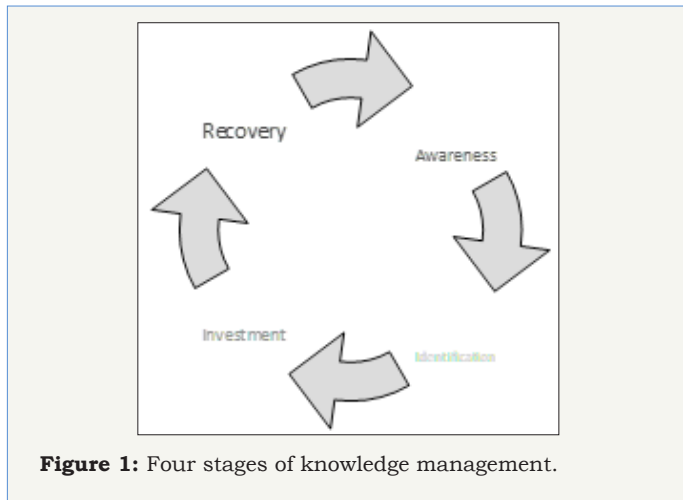 Recovery
Awareness
Investment
Identification
Figure 1: Four stages of knowledge management.